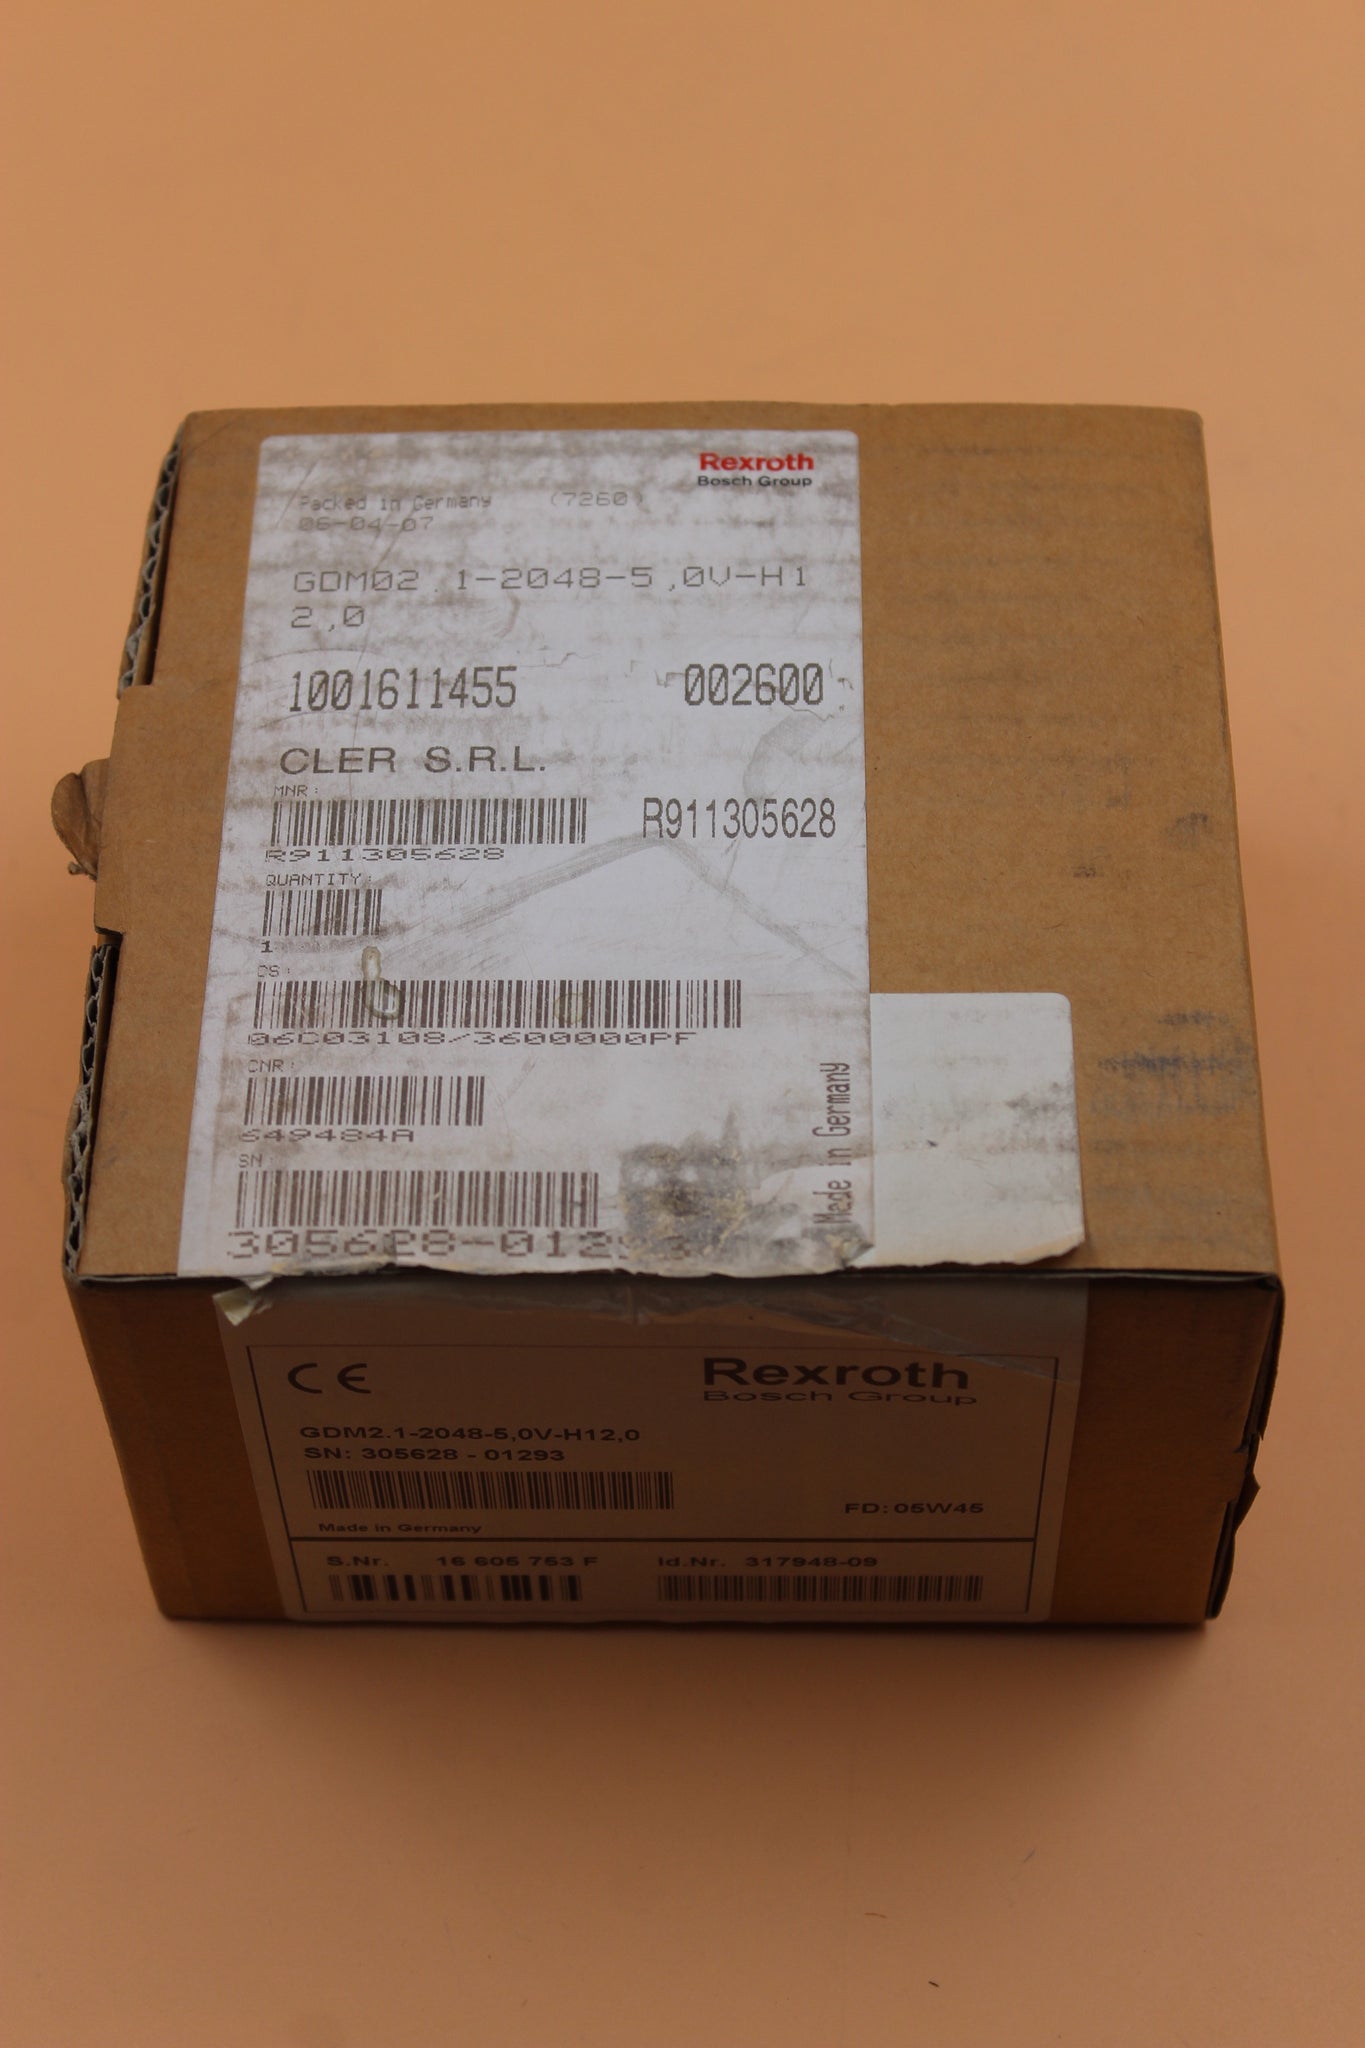 Rexroth
Bosch Group
Packed in Germany (7260)
06-04-07
GDM02.1-2048-5,0V-H1
2,0
1001611455 002600
CLER S.R.L.
MNR:
R911305628
R911305628
QUANTITY:
1
CS:
06C03108/3600000PF
CNR:
649484A
SN:
Made in Germany
CE
Rexroth
Bosch Group
GDM2.1-2048-5,0V-H12,0
SN: 305628 - 01293
FD: 05W45
Made in Germany
S.Nr. 16 605 753 F Id.Nr. 317948-09